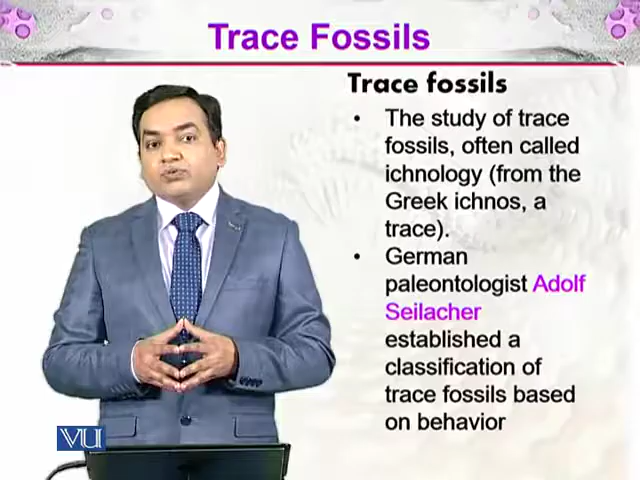 Trace Fossils
Trace fossils
• The study of trace
fossils, often called
ichnology (from the
Greek ichnos, a
trace).
• German
paleontologist Adolf
Seilacher
established a
classification of
trace fossils based
on behavior
VU